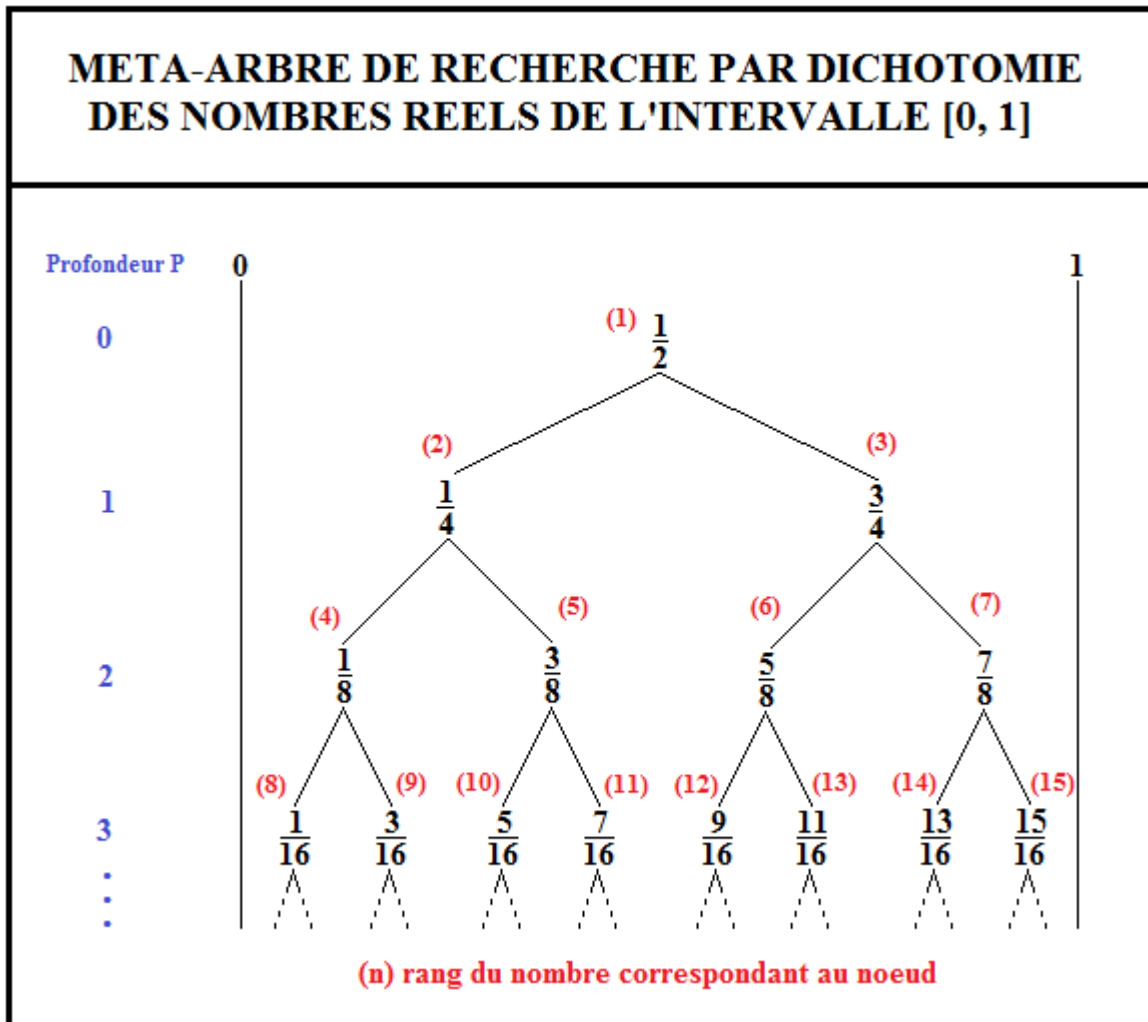 META-ARBRE DE RECHERCHE PAR DICHOTOMIE
DES NOMBRES REELS DE L'INTERVALLE [0, 1]
Profondeur P 0 1
0 (1) 1/2
(2) (3)
1 1/4 3/4
(4) (5) (6) (7)
2 1/8 3/8 5/8 7/8
(8) (9) (10) (11) (12) (13) (14) (15)
3 1/16 3/16 5/16 7/16 9/16 11/16 13/16 15/16
(n) rang du nombre correspondant au noeud